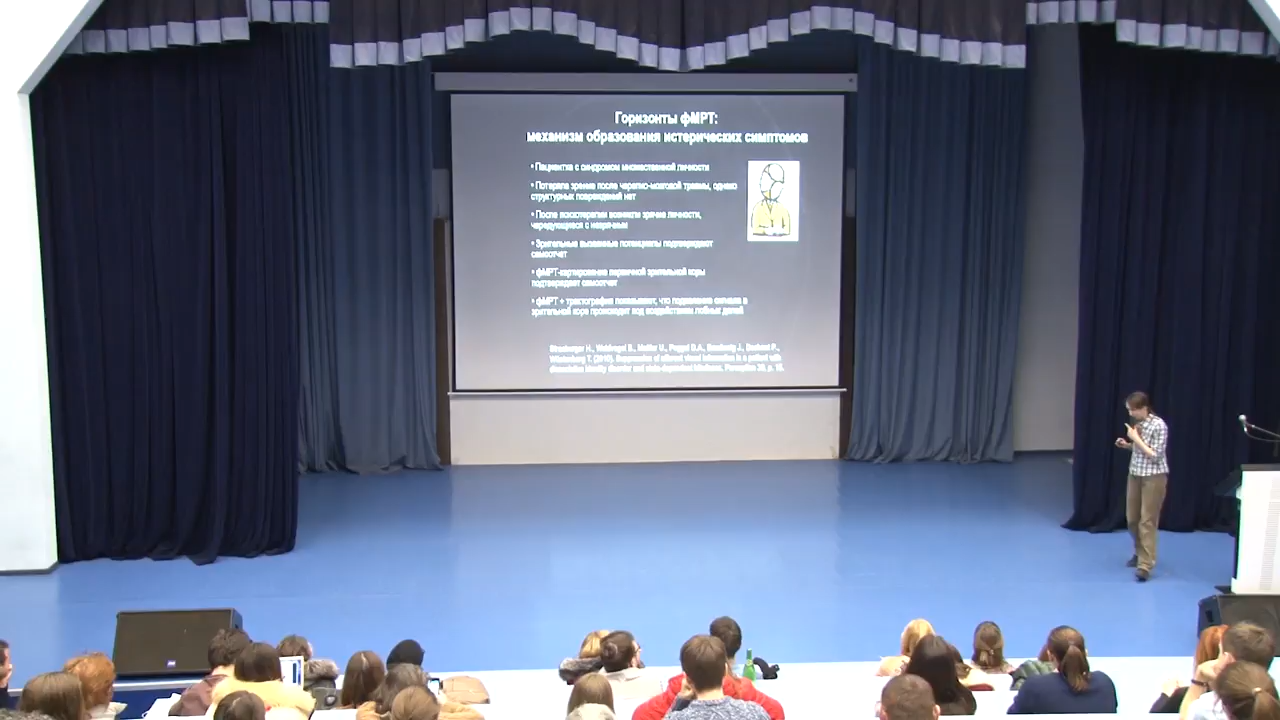 Горизонты фМРТ:
механизм образования истерических симптомов
• Пациентка с синдромом множественной личности
• Потеряла зрение после черепно-мозговой травмы, однако
структурных повреждений нет
• После психотерапии возникли зрячие личности,
чередующиеся с незрячими
• Зрительные вызванные потенциалы подтверждают
самоотчет
• фМРТ-картирование первичной зрительной коры
подтверждает самоотчет
• фМРТ + трактография показывают, что подавление сигнала в
зрительной коре происходит под воздействием лобных долей